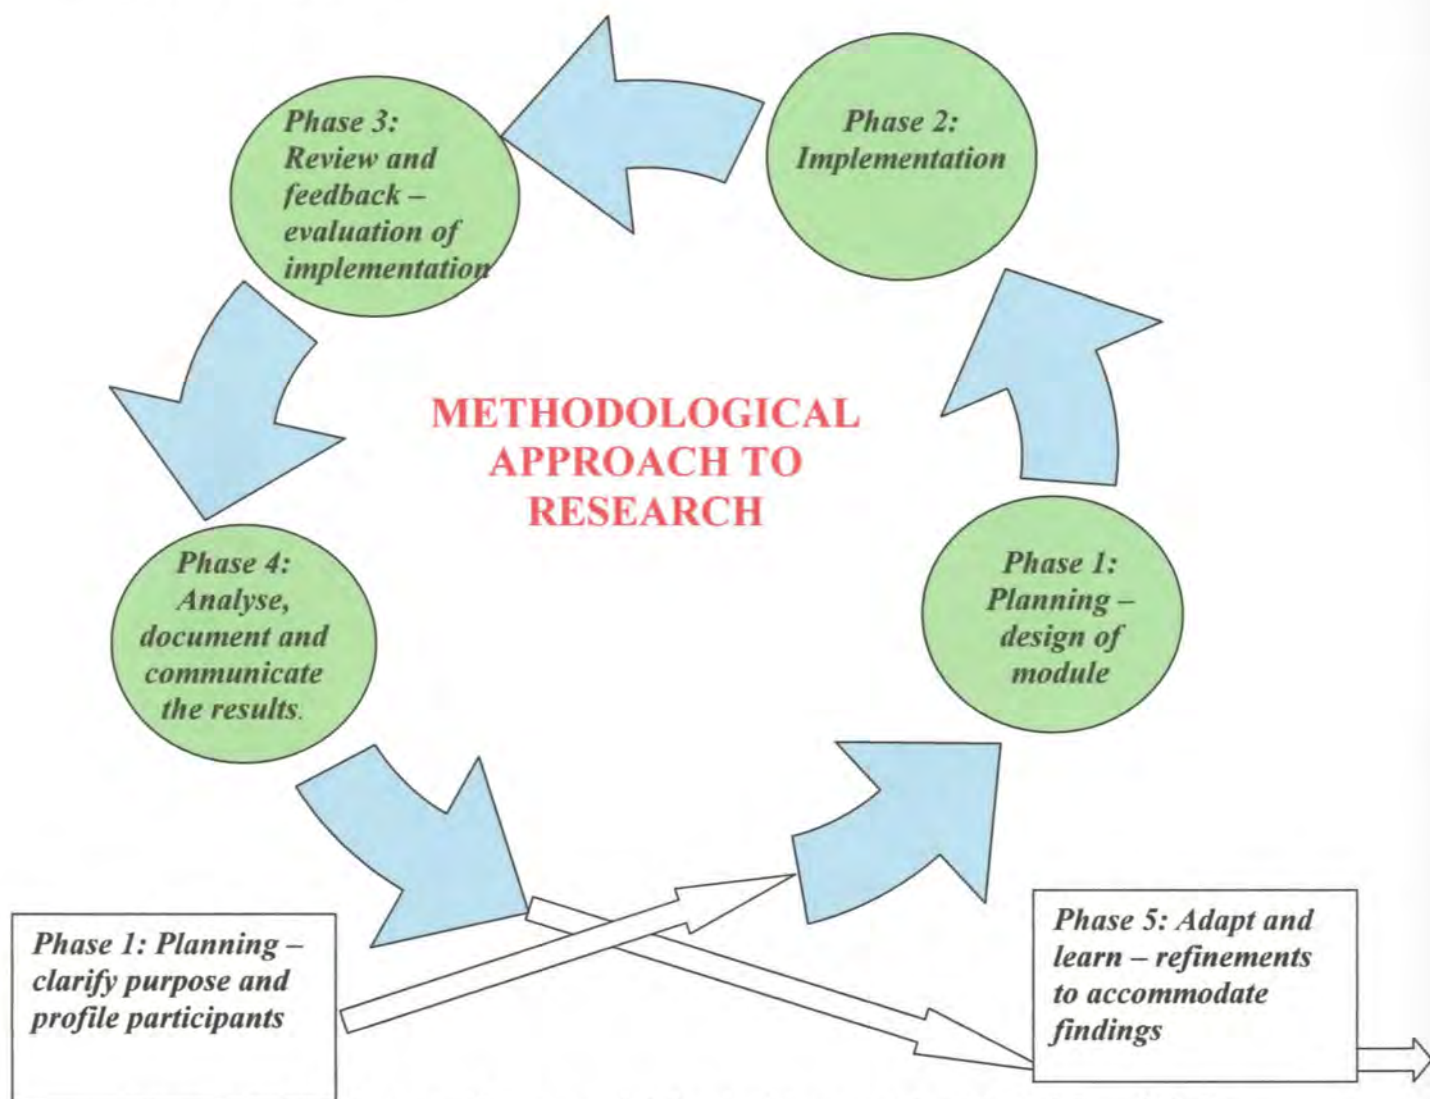 Phase 3:
Review and
feedback –
evaluation of
implementation
Phase 2:
Implementation
METHODOLOGICAL
APPROACH TO
RESEARCH
Phase 4:
Analyse,
document and
communicate
the results.
Phase 1:
Planning –
design of
module
Phase 1: Planning –
clarify purpose and
profile participants
Phase 5: Adapt and
learn – refinements
to accommodate
findings